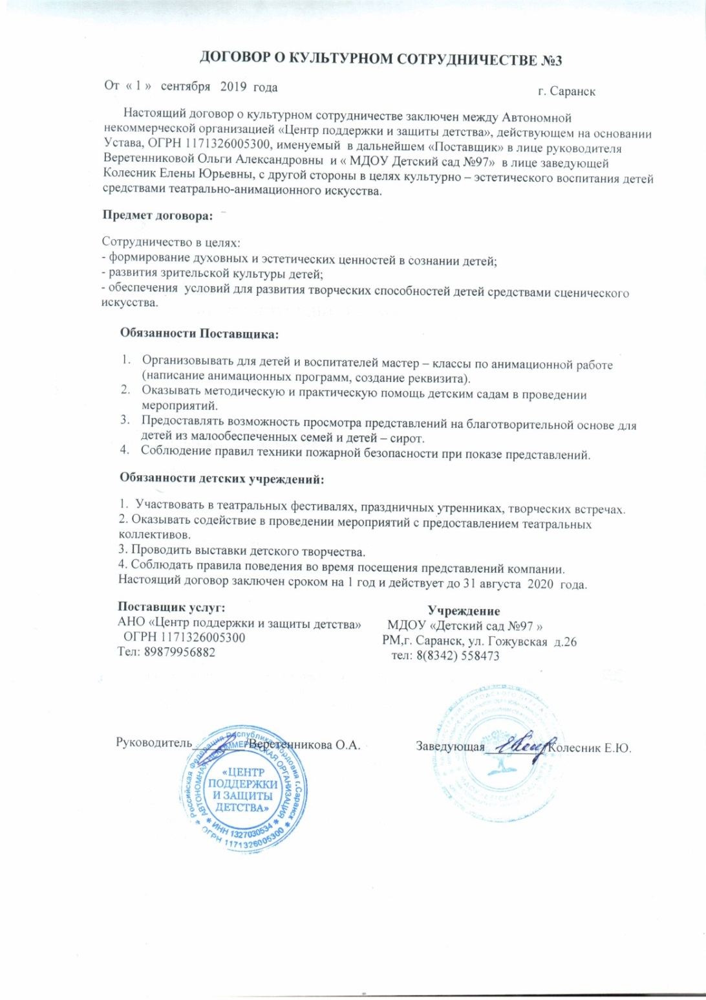 ДОГОВОР О КУЛЬТУРНОМ СОТРУДНИЧЕСТВЕ №3
От « 1 » сентября 2019 года
г. Саранск
Настоящий договор о культурном сотрудничестве заключен между Автономной
некоммерческой организацией «Центр поддержки и защиты детства», действующем на основании
Устава, ОГРН 1171326005300, именуемый в дальнейшем «Поставщик» в лице руководителя
Веретенниковой Ольги Александровны и « МДОУ Детский сад №97» в лице заведующей
Колесник Елены Юрьевны, с другой стороны в целях культурно – эстетического воспитания детей
средствами театрально-анимационного искусства.
Предмет договора:
Сотрудничество в целях:
- формирование духовных и эстетических ценностей в сознании детей;
- развития зрительской культуры детей;
- обеспечения условий для развития творческих способностей детей средствами сценического
искусства.
Обязанности Поставщика:
1. Организовывать для детей и воспитателей мастер – классы по анимационной работе
(написание анимационных программ, создание реквизита).
2. Оказывать методическую и практическую помощь детским садам в проведении
мероприятий.
3. Предоставлять возможность просмотра представлений на благотворительной основе для
детей из малообеспеченных семей и детей – сирот.
4. Соблюдение правил техники пожарной безопасности при показе представлений.
Обязанности детских учреждений:
1. Участвовать в театральных фестивалях, праздничных утренниках, творческих встречах.
2. Оказывать содействие в проведении мероприятий с предоставлением театральных
коллективов.
3. Проводить выставки детского творчества.
4. Соблюдать правила поведения во время посещения представлений компании.
Настоящий договор заключен сроком на 1 год и действует до 31 августа 2020 года.
Поставщик услуг:
АНО «Центр поддержки и защиты детства»
ОГРН 1171326005300
Тел: 89879956882
Учреждение
МДОУ «Детский сад №97 »
РМ,г. Саранск, ул. Гожувская д.26
тел: 8(8342) 558473
Руководитель /Веретенникова О.А.
Заведующая /Колесник Е.Ю.
Российская Федерация Республика Мордовия г.Саранск
АВТОНОМНАЯ НЕКОММЕРЧЕСКАЯ ОРГАНИЗАЦИЯ
«ЦЕНТР
ПОДДЕРЖКИ
И ЗАЩИТЫ
ДЕТСТВА»
ИНН 1327030534
ОГРН 1171326005300